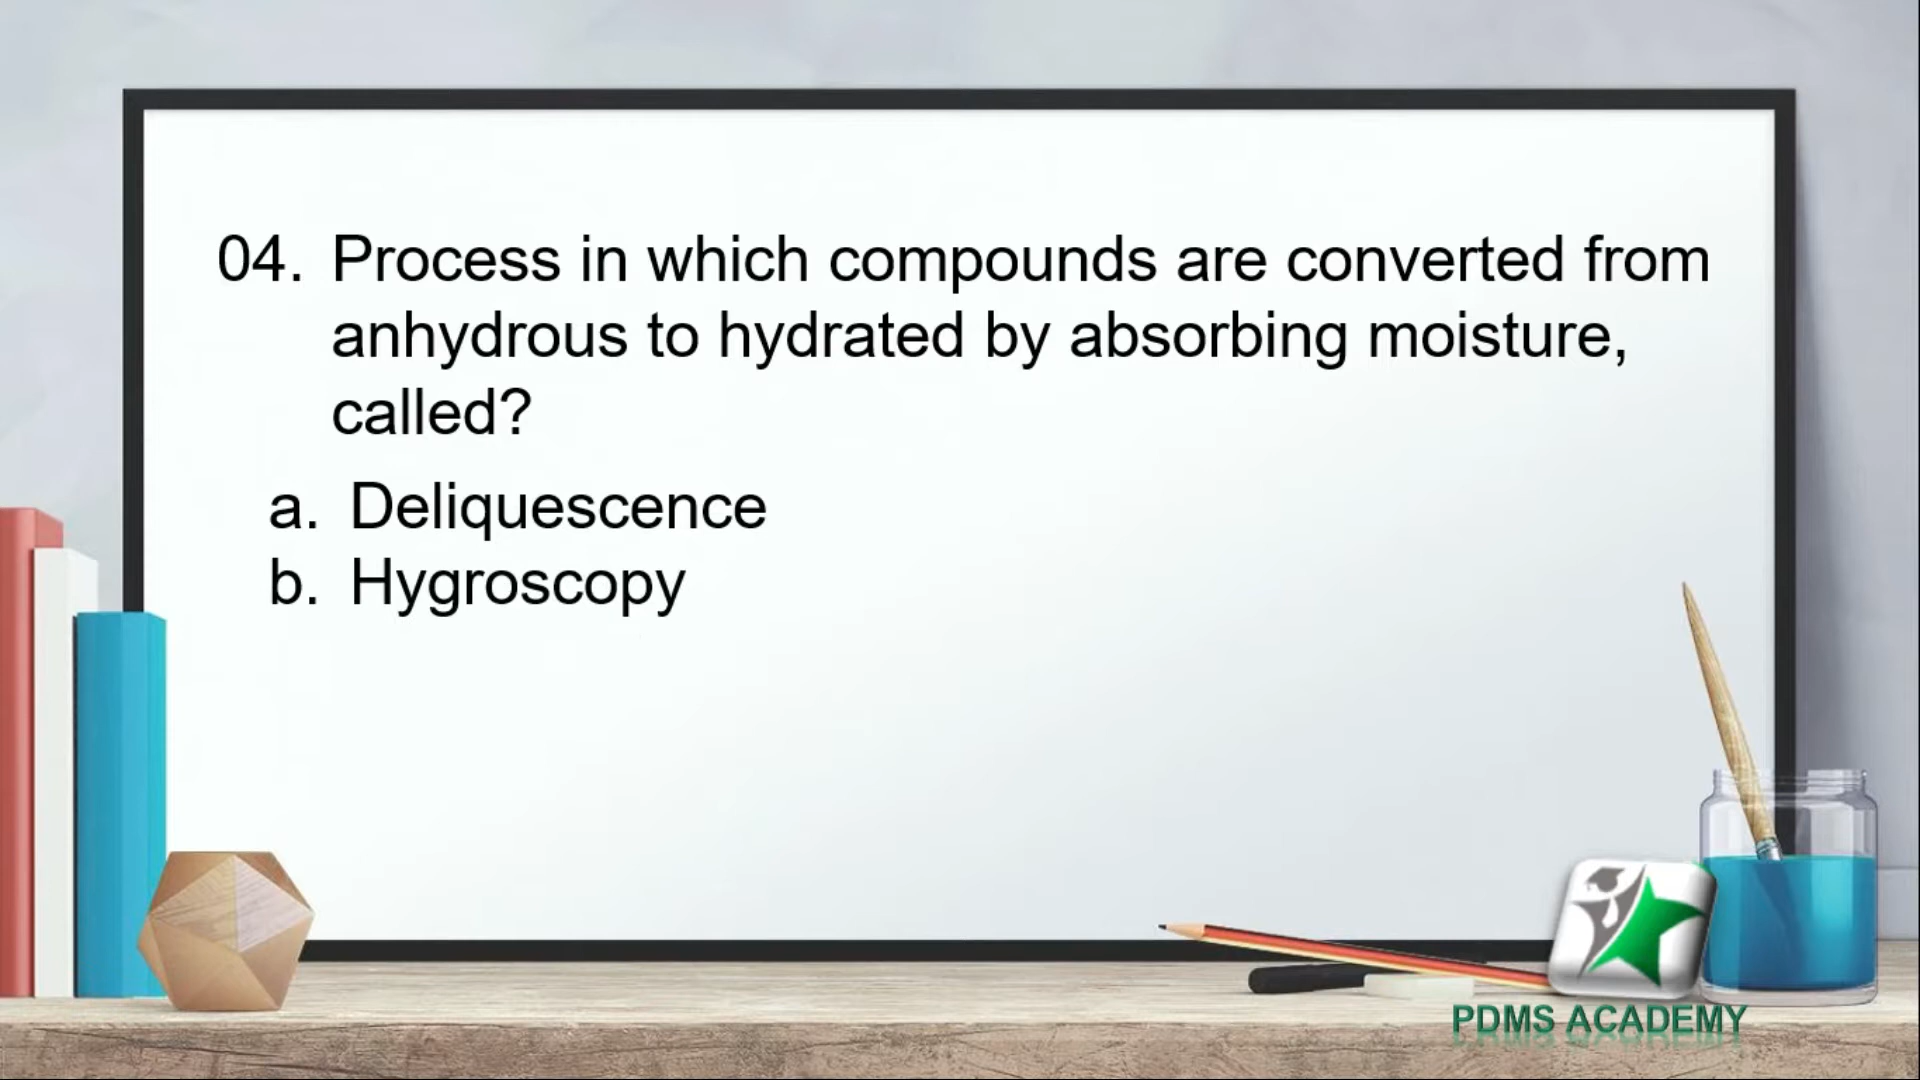 04. Process in which compounds are converted from
anhydrous to hydrated by absorbing moisture,
called?
a. Deliquescence
b. Hygroscopy
PDMS ACADEMY